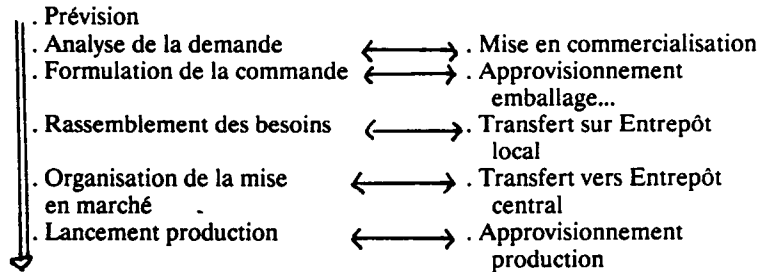 . Prévision
. Analyse de la demande . Mise en commercialisation
. Formulation de la commande . Approvisionnement
emballage...
. Rassemblement des besoins . Transfert sur Entrepôt
local
. Organisation de la mise . Transfert vers Entrepôt
en marché central
. Lancement production . Approvisionnement
production